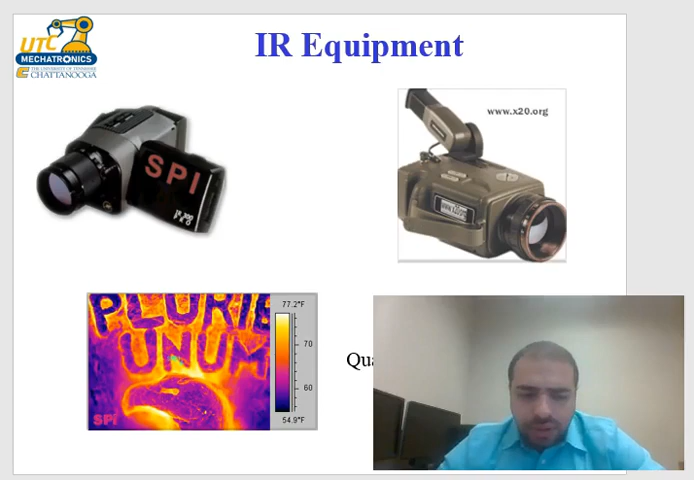 UTC
MECHATRONICS
THE UNIVERSITY of TENNESSEE
CHATTANOOGA
IR Equipment
SPI
www.x20.org
PLURIB
UNUM
SPI
77.2°F
70
60
54.9°F
Qua